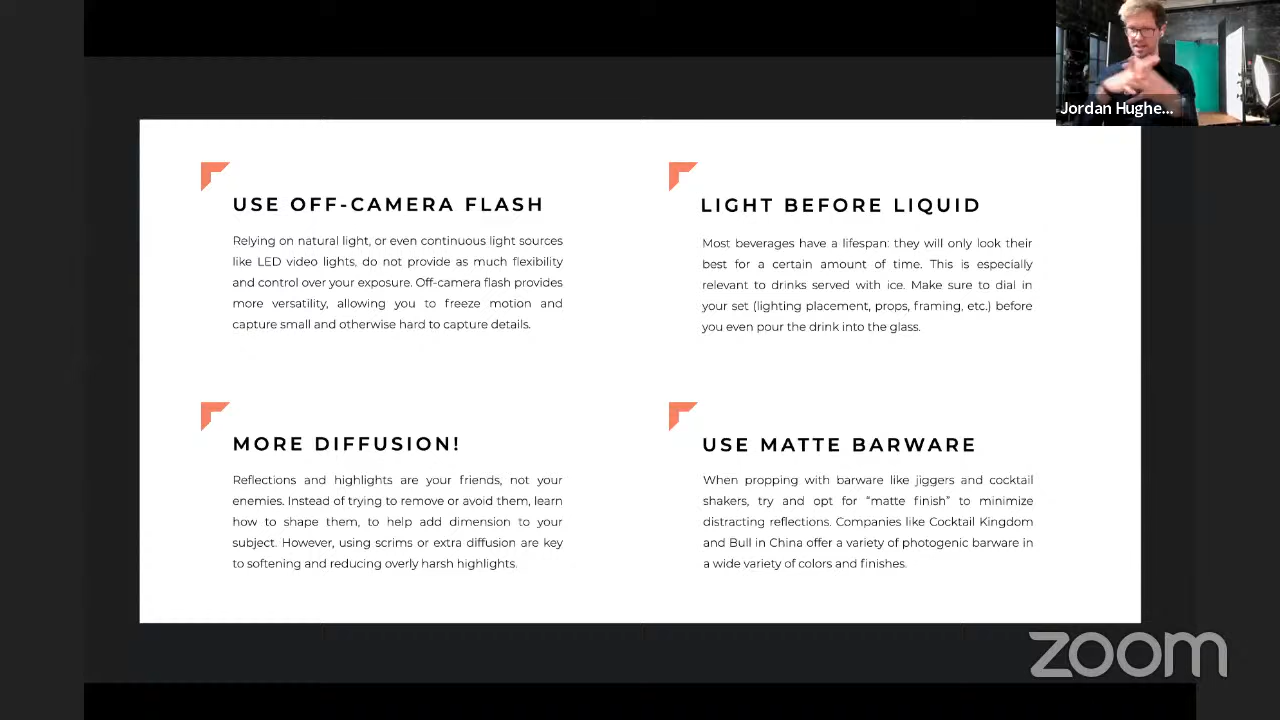 Jordan Hughe...
USE OFF-CAMERA FLASH
Relying on natural light, or even continuous light sources
like LED video lights, do not provide as much flexibility
and control over your exposure. Off-camera flash provides
more versatility, allowing you to freeze motion and
capture small and otherwise hard to capture details.
LIGHT BEFORE LIQUID
Most beverages have a lifespan: they will only look their
best for a certain amount of time. This is especially
relevant to drinks served with ice. Make sure to dial in
your set (lighting placement, props, framing, etc.) before
you even pour the drink into the glass.
MORE DIFFUSION!
Reflections and highlights are your friends, not your
enemies. Instead of trying to remove or avoid them, learn
how to shape them, to help add dimension to your
subject. However, using scrims or extra diffusion are key
to softening and reducing overly harsh highlights.
USE MATTE BARWARE
When propping with barware like jiggers and cocktail
shakers, try and opt for “matte finish” to minimize
distracting reflections. Companies like Cocktail Kingdom
and Bull in China offer a variety of photogenic barware in
a wide variety of colors and finishes.
zoom